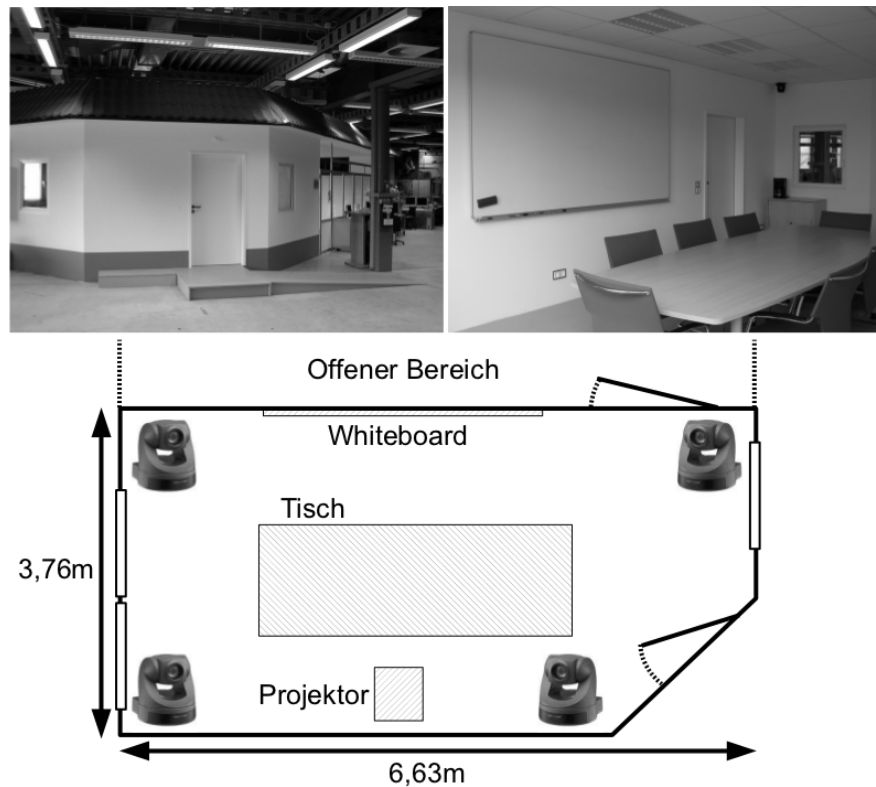 Offener Bereich
Whiteboard
Tisch
3,76m
Projektor
6,63m